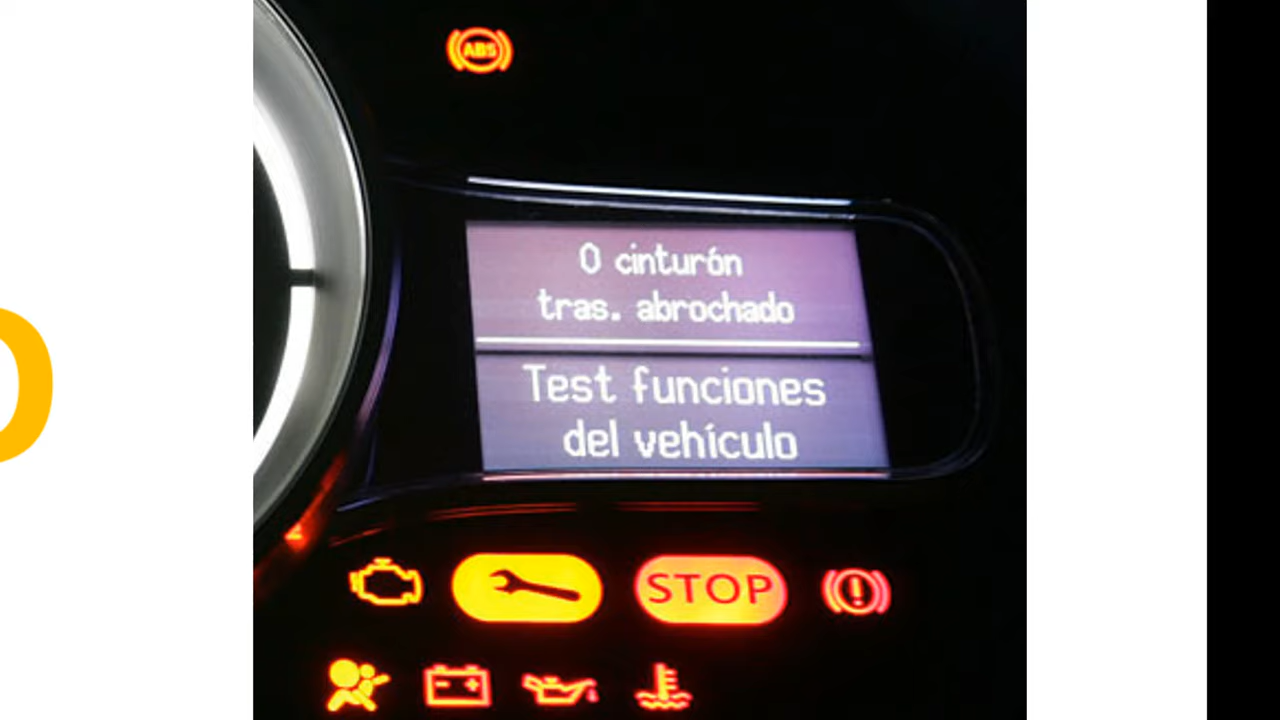 ABS
0 cinturón
tras. abrochado
Test funciones
del vehículo
STOP